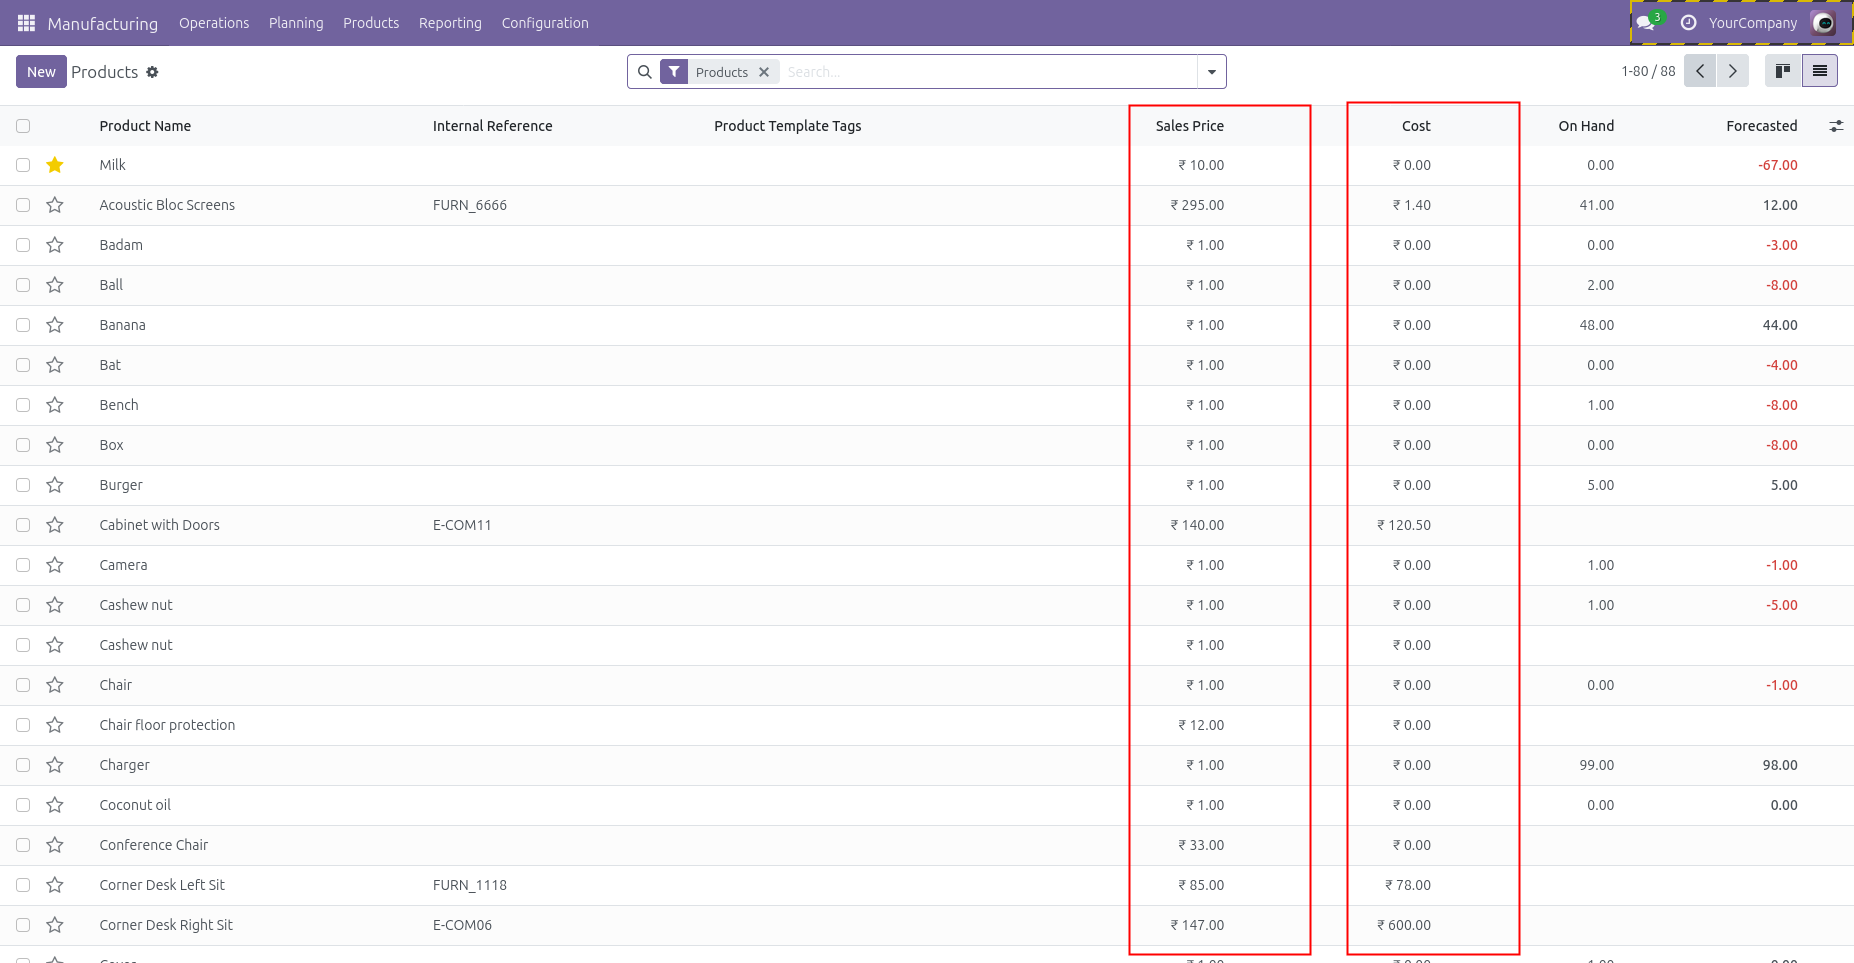 Manufacturing Operations Planning Products Reporting Configuration 3 YourCompany
New Products Products Search... 1-80 / 88
Product Name Internal Reference Product Template Tags Sales Price Cost On Hand Forecasted
Milk ₹ 10.00 ₹ 0.00 0.00 -67.00
Acoustic Bloc Screens FURN_6666 ₹ 295.00 ₹ 1.40 41.00 12.00
Badam ₹ 1.00 ₹ 0.00 0.00 -3.00
Ball ₹ 1.00 ₹ 0.00 2.00 -8.00
Banana ₹ 1.00 ₹ 0.00 48.00 44.00
Bat ₹ 1.00 ₹ 0.00 0.00 -4.00
Bench ₹ 1.00 ₹ 0.00 1.00 -8.00
Box ₹ 1.00 ₹ 0.00 0.00 -8.00
Burger ₹ 1.00 ₹ 0.00 5.00 5.00
Cabinet with Doors E-COM11 ₹ 140.00 ₹ 120.50
Camera ₹ 1.00 ₹ 0.00 1.00 -1.00
Cashew nut ₹ 1.00 ₹ 0.00 1.00 -5.00
Cashew nut ₹ 1.00 ₹ 0.00
Chair ₹ 1.00 ₹ 0.00 0.00 -1.00
Chair floor protection ₹ 12.00 ₹ 0.00
Charger ₹ 1.00 ₹ 0.00 99.00 98.00
Coconut oil ₹ 1.00 ₹ 0.00 0.00 0.00
Conference Chair ₹ 33.00 ₹ 0.00
Corner Desk Left Sit FURN_1118 ₹ 85.00 ₹ 78.00
Corner Desk Right Sit E-COM06 ₹ 147.00 ₹ 600.00